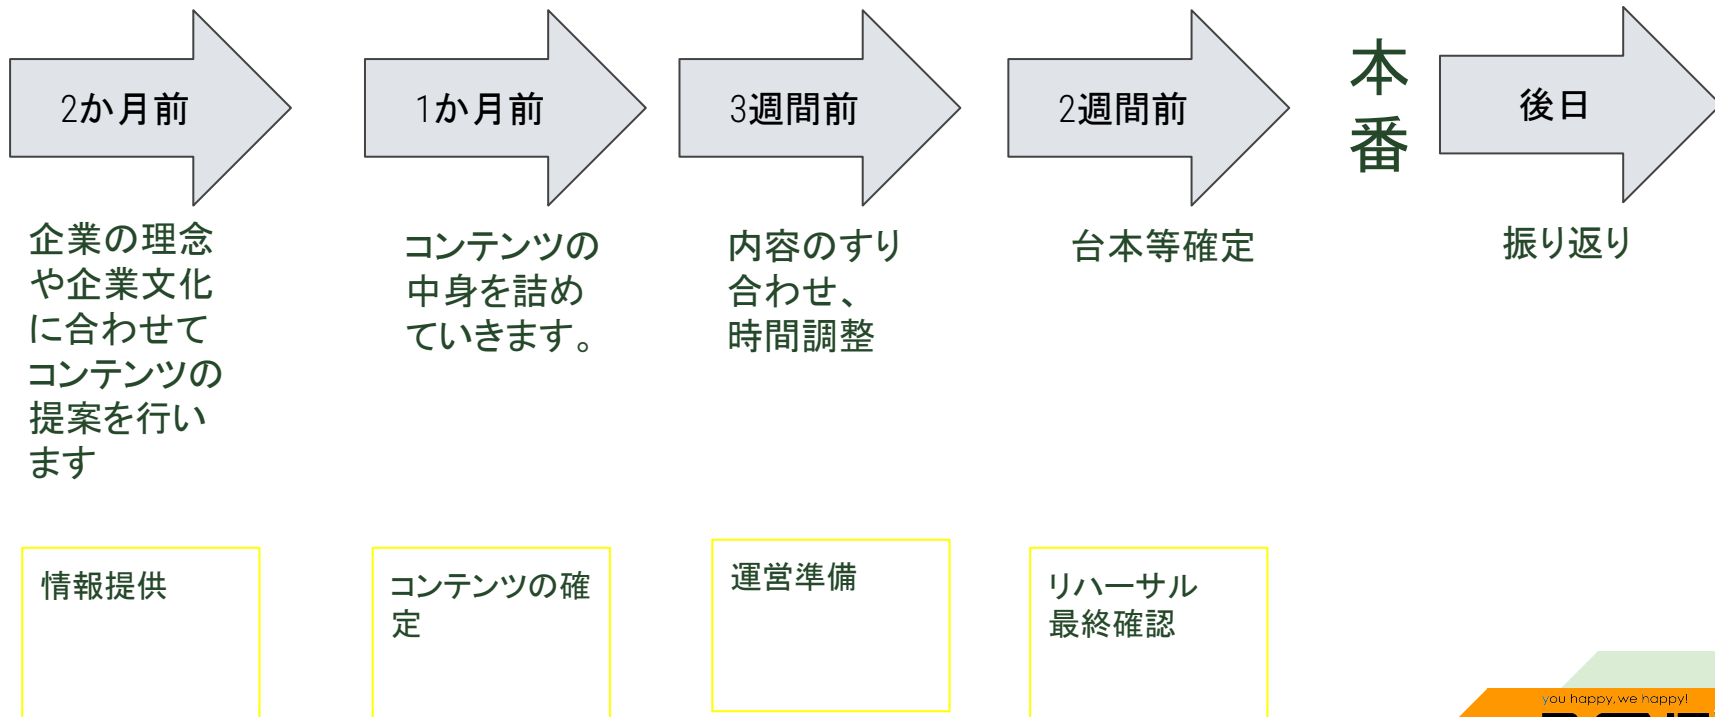 2か月前
1か月前
3週間前
2週間前
本
番
後日
企業の理念
や企業文化
に合わせて
コンテンツの
提案を行い
ます
コンテンツの
中身を詰め
ていきます。
内容のすり
合わせ、
時間調整
台本等確定
振り返り
情報提供
コンテンツの確
定
運営準備
リハーサル
最終確認
you happy, we happy!